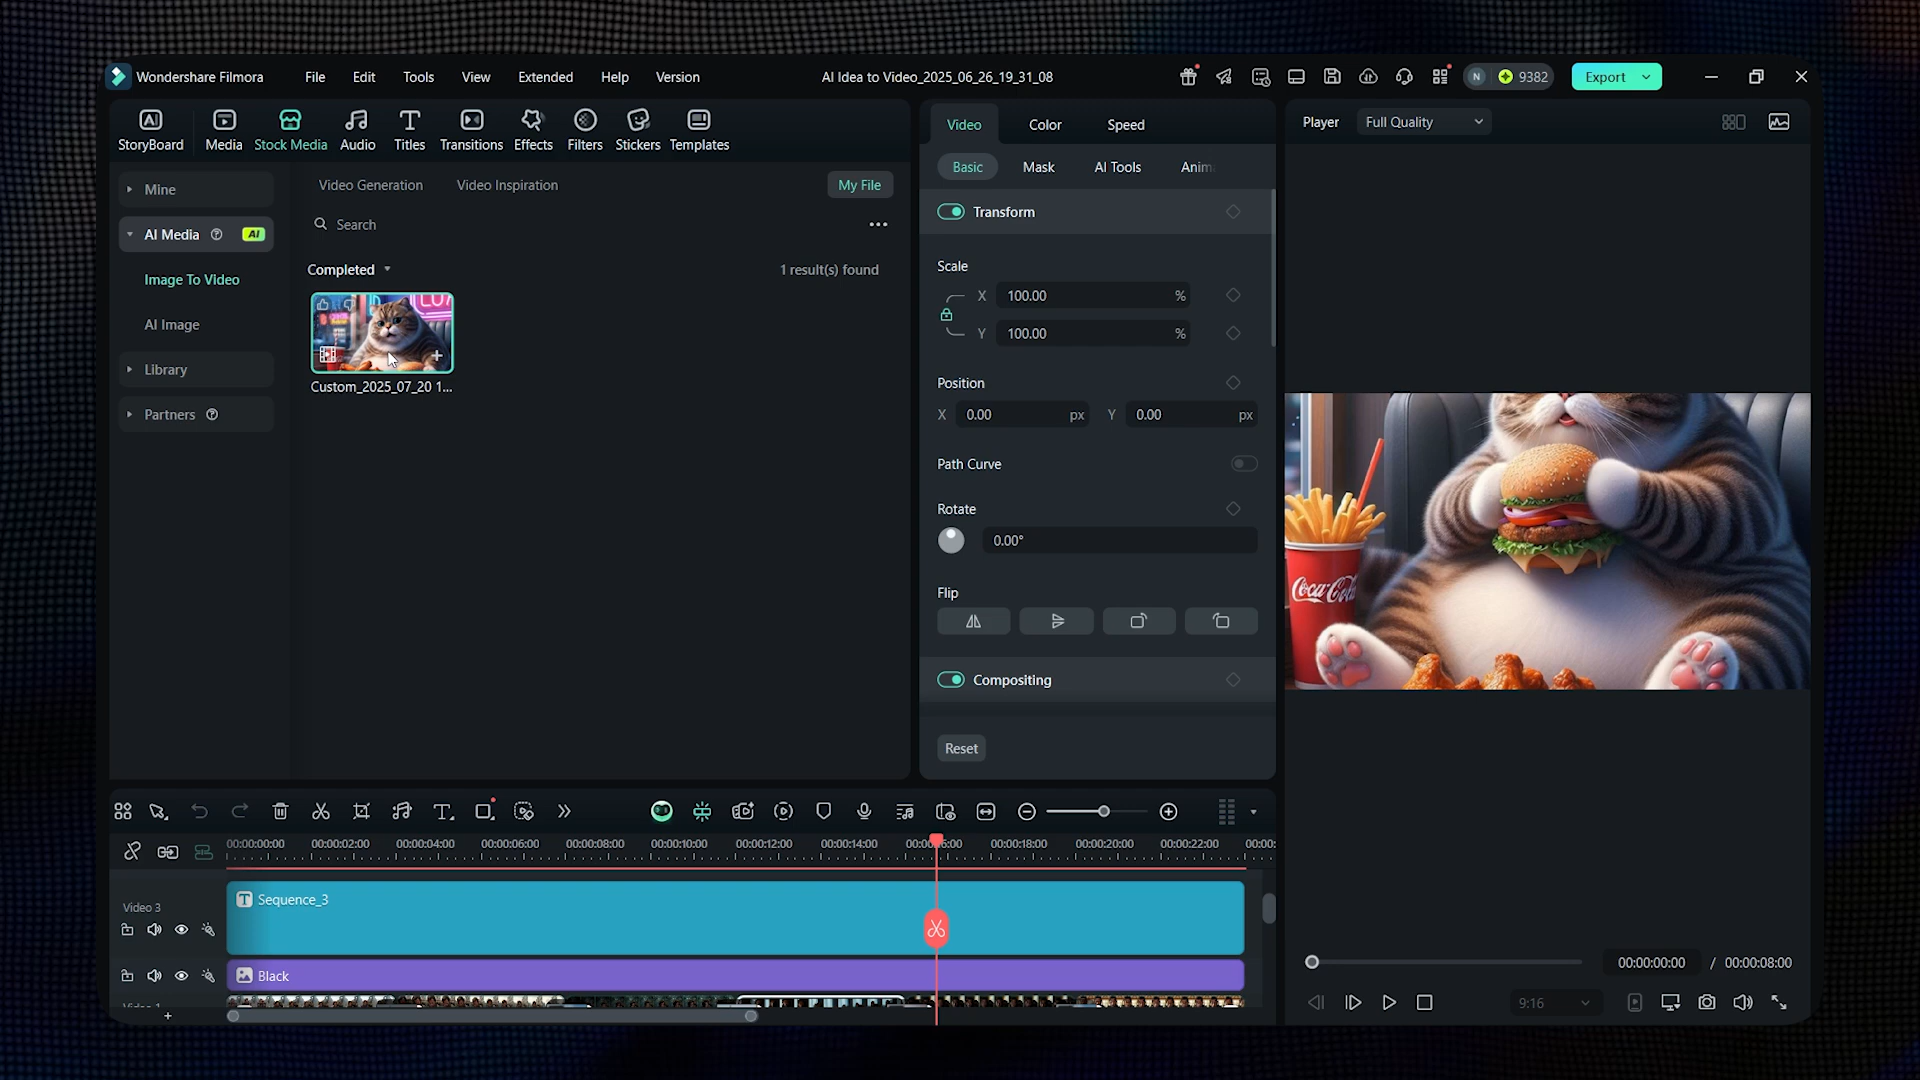 Wondershare Filmora File Edit Tools View Extended Help Version AI Idea to Video_2025_06_26_19_31_08 N 9382 Export
StoryBoard Media Stock Media Audio Titles Transitions Effects Filters Stickers Templates
Mine
AI Media AI
Image To Video
AI Image
Library
Partners
Video Generation Video Inspiration My File
Search
Completed 1 result(s) found
Custom_2025_07_20 1...
Video Color Speed
Basic Mask AI Tools Anim
Transform
Scale
X 100.00 %
Y 100.00 %
Position
X 0.00 px Y 0.00 px
Path Curve
Rotate
0.00°
Flip
Compositing
Reset
Player Full Quality
Coca-Cola
00:00:00:00 / 00:00:08:00
9:16
00:00:00:00 00:00:02:00 00:00:04:00 00:00:06:00 00:00:08:00 00:00:10:00 00:00:12:00 00:00:14:00 00:00:18:00 00:00:20:00 00:00:22:00 00:00:
Video 3
Sequence_3
Black